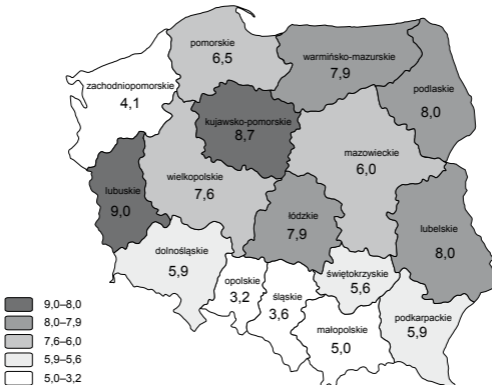 pomorskie
6,5
warmińsko-mazurskie
7,9
zachodniopomorskie
4,1
podlaskie
8,0
kujawsko-pomorskie
8,7
mazowieckie
6,0
wielkopolskie
7,6
lubuskie
9,0
łódzkie
7,9
lubelskie
8,0
dolnośląskie
5,9
opolskie
3,2
śląskie
3,6
świętokrzyskie
5,6
małopolskie
5,0
podkarpackie
5,9
9,0–8,0
8,0–7,9
7,6–6,0
5,9–5,6
5,0–3,2